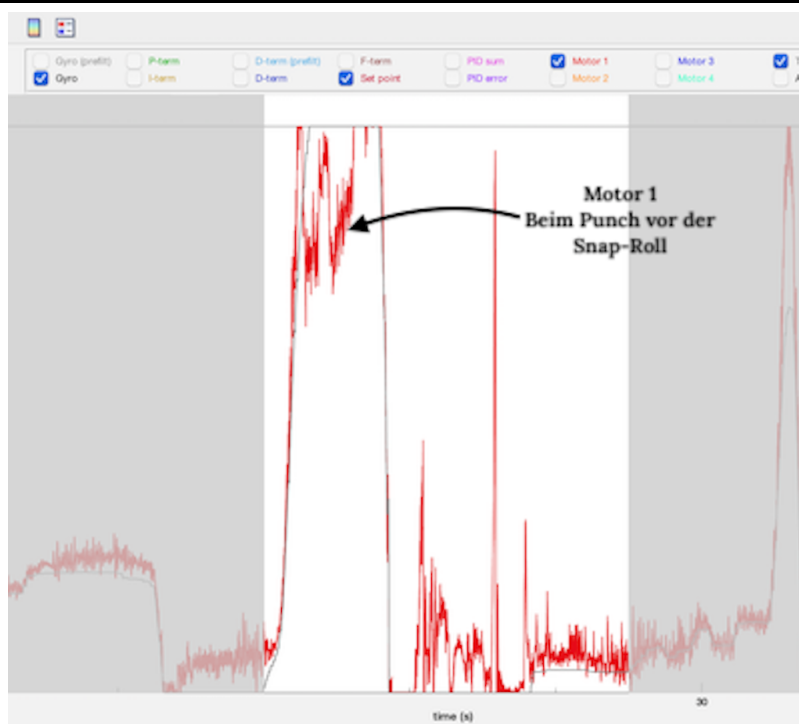 Gyro (prefilt) P-term D-term (prefilt) F-term PID sum Motor 1 Motor 3
Gyro I-term D-term Set point PID error Motor 2 Motor 4
Motor 1
Beim Punch vor der
Snap-Roll
30
time (s)